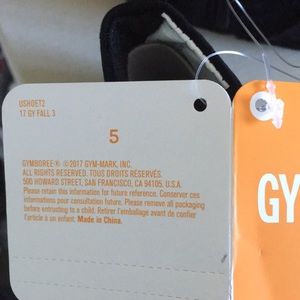 USHOET2
17 GY FALL 3
5
GYMBOREE® ©2017 GYM-MARK, INC.
ALL RIGHTS RESERVED. TOUS DROITS RÉSERVÉS.
500 HOWARD STREET, SAN FRANCISCO, CA 94105, U.S.A.
Please retain this information for future reference. Conserver ces
informations pour consultation future. Please remove all packaging
before entrusting to a child. Retirer l'emballage avant de confier
l'article à un enfant. Made in China.
GY